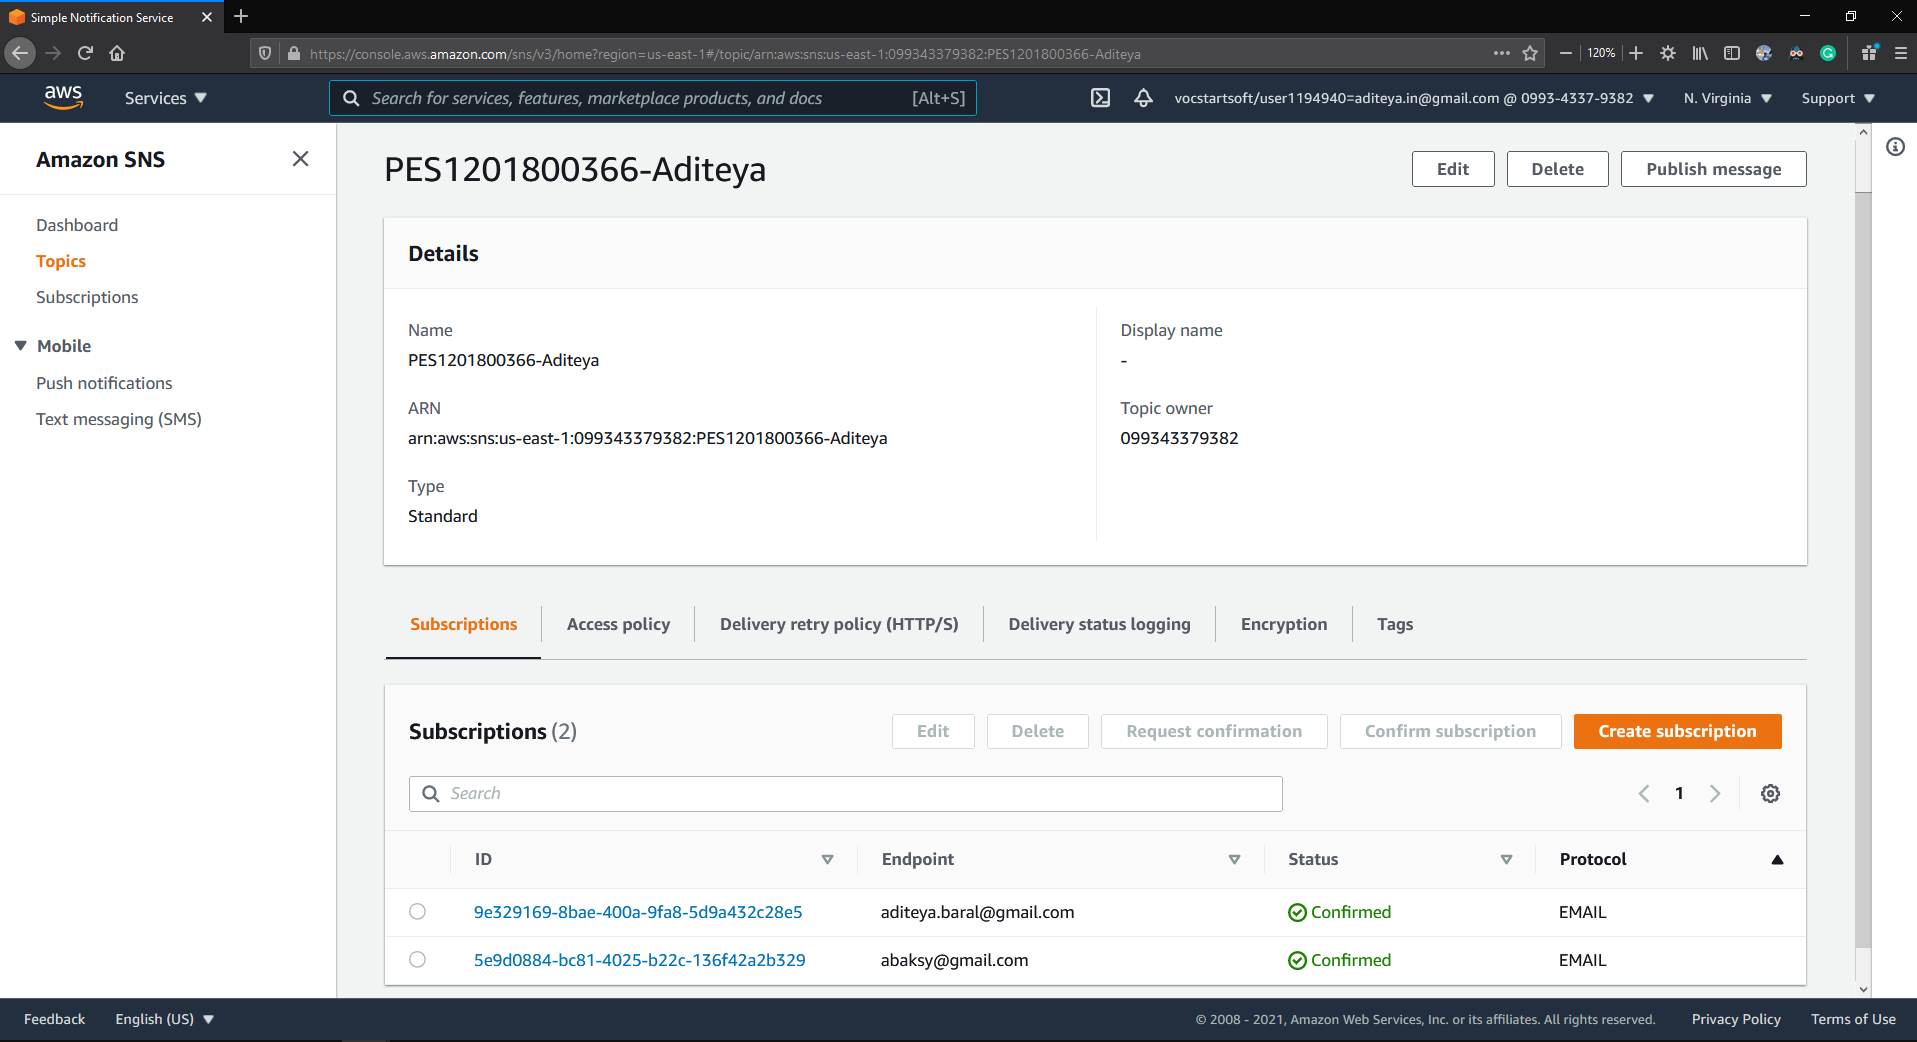 Simple Notification Service
https://console.aws.amazon.com/sns/v3/home?region=us-east-1#/topic/arn:aws:sns:us-east-1:099343379382:PES1201800366-Aditeya
120%
aws
Services
Search for services, features, marketplace products, and docs
[Alt+S]
vocstartsoft/user1194940=aditeya.in@gmail.com @ 0993-4337-9382
N. Virginia
Support
Amazon SNS
Dashboard
Topics
Subscriptions
Mobile
Push notifications
Text messaging (SMS)
PES1201800366-Aditeya
Edit
Delete
Publish message
Details
Name
PES1201800366-Aditeya
Display name
-
ARN
arn:aws:sns:us-east-1:099343379382:PES1201800366-Aditeya
Topic owner
099343379382
Type
Standard
Subscriptions
Access policy
Delivery retry policy (HTTP/S)
Delivery status logging
Encryption
Tags
Subscriptions (2)
Edit
Delete
Request confirmation
Confirm subscription
Create subscription
Search
1
ID
Endpoint
Status
Protocol
9e329169-8bae-400a-9fa8-5d9a432c28e5
aditeya.baral@gmail.com
Confirmed
EMAIL
5e9d0884-bc81-4025-b22c-136f42a2b329
abaksy@gmail.com
Confirmed
EMAIL
Feedback
English (US)
© 2008 - 2021, Amazon Web Services, Inc. or its affiliates. All rights reserved.
Privacy Policy
Terms of Use